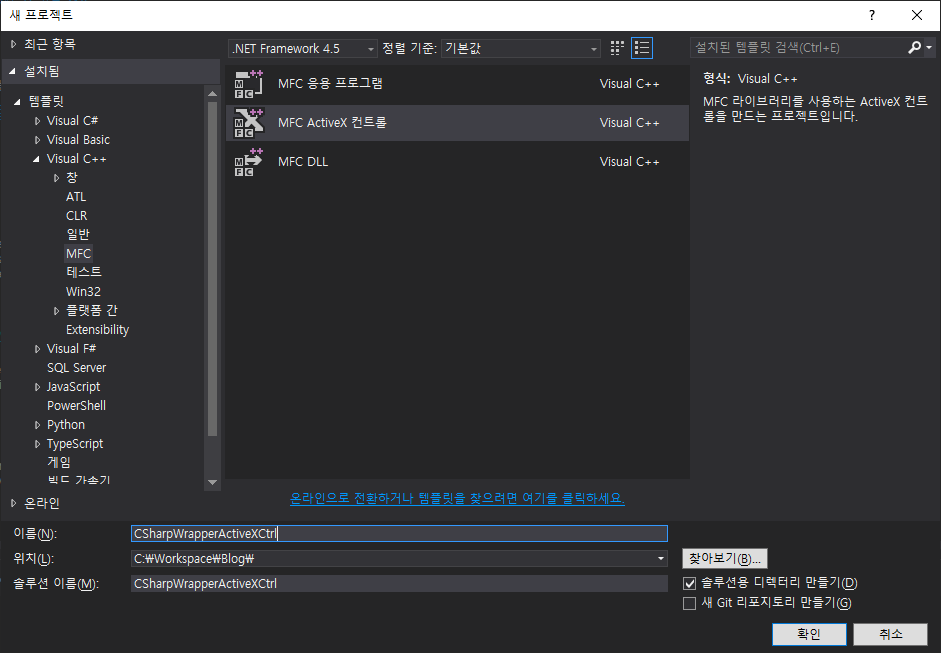 새 프로젝트
?
최근 항목
설치됨
템플릿
Visual C#
Visual Basic
Visual C++
창
ATL
CLR
일반
MFC
테스트
Win32
플랫폼 간
Extensibility
Visual F#
SQL Server
JavaScript
PowerShell
Python
TypeScript
게임
빌드 가속기
온라인
.NET Framework 4.5
정렬 기준: 기본값
MFC 응용 프로그램 Visual C++
MFC ActiveX 컨트롤 Visual C++
MFC DLL Visual C++
온라인으로 전환하거나 템플릿을 찾으려면 여기를 클릭하세요.
설치된 템플릿 검색(Ctrl+E)
형식: Visual C++
MFC 라이브러리를 사용하는 ActiveX 컨트
롤을 만드는 프로젝트입니다.
이름(N): CSharpWrapperActiveXCtrl
위치(L): C:₩Workspace₩Blog₩
찾아보기(B)...
솔루션 이름(M): CSharpWrapperActiveXCtrl
솔루션용 디렉터리 만들기(D)
새 Git 리포지토리 만들기(G)
확인 취소